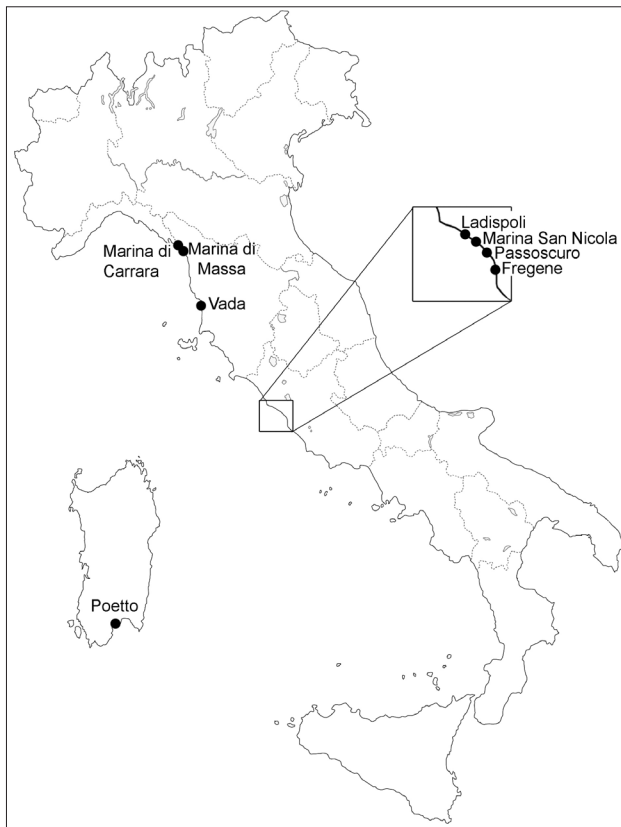 Ladispoli
Marina San Nicola
Passoscuro
Fregene
Marina di
Carrara
Marina di
Massa
Vada
Poetto